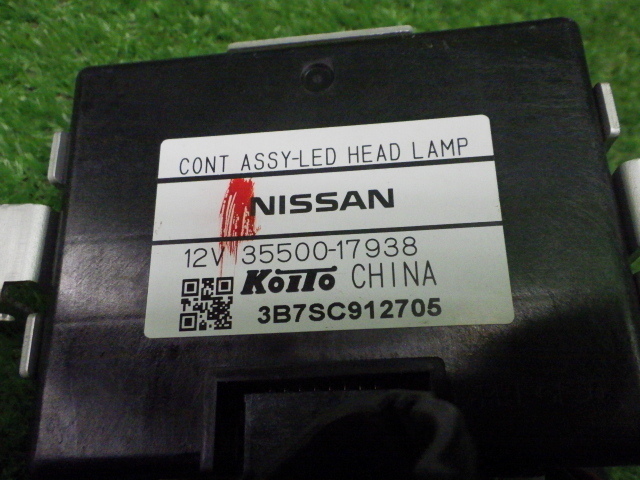 CONT ASSY-LED HEAD LAMP
NISSAN
12V 35500-17938
KOITO CHINA
3B7SC912705